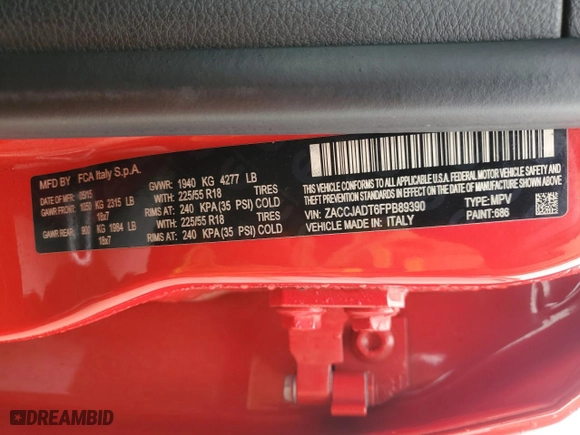 MFD BY FCA Italy S.p.A.
DATE OF MFR: 05/15 GVWR: 1940 KG 4277 LB
GAWR FRONT: 1050 KG 2315 LB WITH: 225/55 R18 TIRES
18x7 RIMS AT: 240 KPA (35 PSI) COLD
GAWR REAR: 900 KG 1984 LB WITH: 225/55 R18 TIRES
18x7 RIMS AT: 240 KPA (35 PSI) COLD
THIS VEHICLE CONFORMS TO ALL APPLICABLE
FEDERAL MOTOR VEHICLE SAFETY, BUMPER AND THEFT PREVENTION
STANDARDS IN EFFECT ON THE DATE OF MANUFACTURE SHOWN ABOVE
VIN: ZACCJADT6FPB89390 TYPE: MPV
VEHICLE MADE IN: ITALY PAINT: 686
DREAMBID